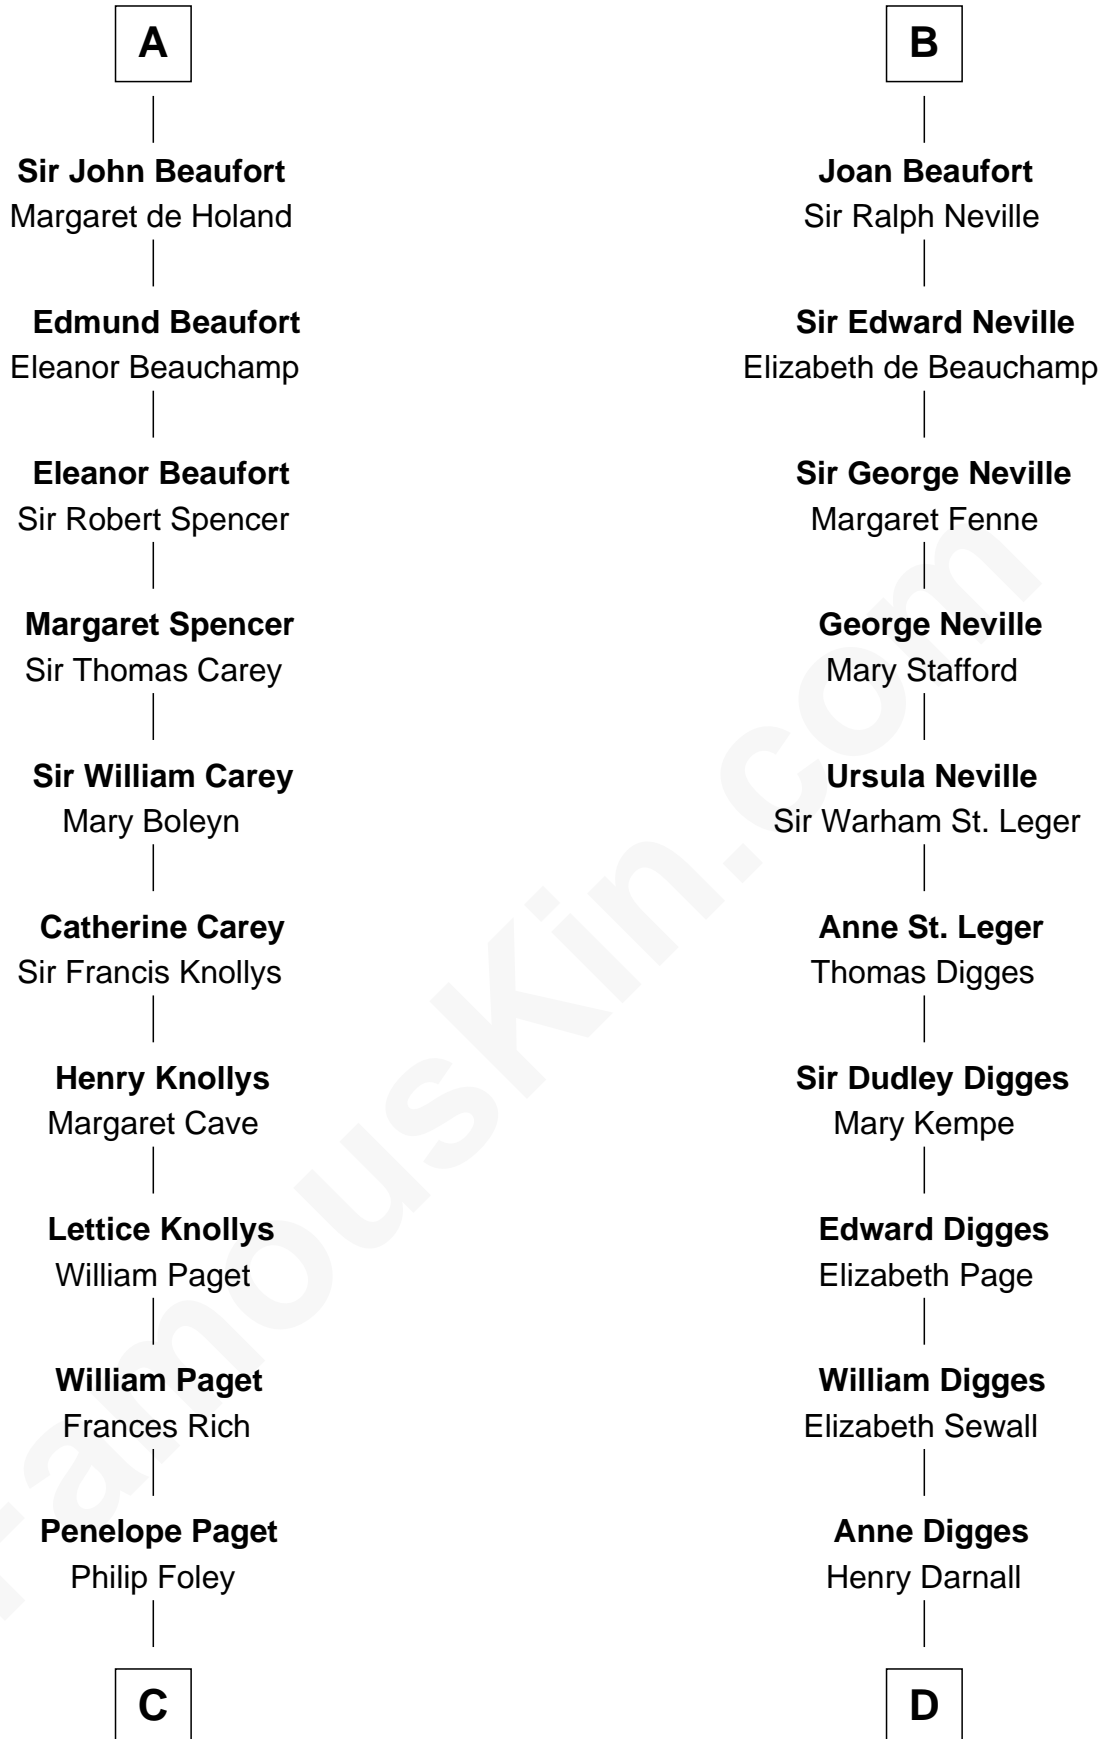 A
Sir John Beaufort
Margaret de Holand
Edmund Beaufort
Eleanor Beauchamp
Eleanor Beaufort
Sir Robert Spencer
Margaret Spencer
Sir Thomas Carey
Sir William Carey
Mary Boleyn
Catherine Carey
Sir Francis Knollys
Henry Knollys
Margaret Cave
Lettice Knollys
William Paget
William Paget
Frances Rich
Penelope Paget
Philip Foley
C
B
Joan Beaufort
Sir Ralph Neville
Sir Edward Neville
Elizabeth de Beauchamp
Sir George Neville
Margaret Fenne
George Neville
Mary Stafford
Ursula Neville
Sir Warham St. Leger
Anne St. Leger
Thomas Digges
Sir Dudley Digges
Mary Kempe
Edward Digges
Elizabeth Page
William Digges
Elizabeth Sewall
Anne Digges
Henry Darnall
D
FamousKin.com